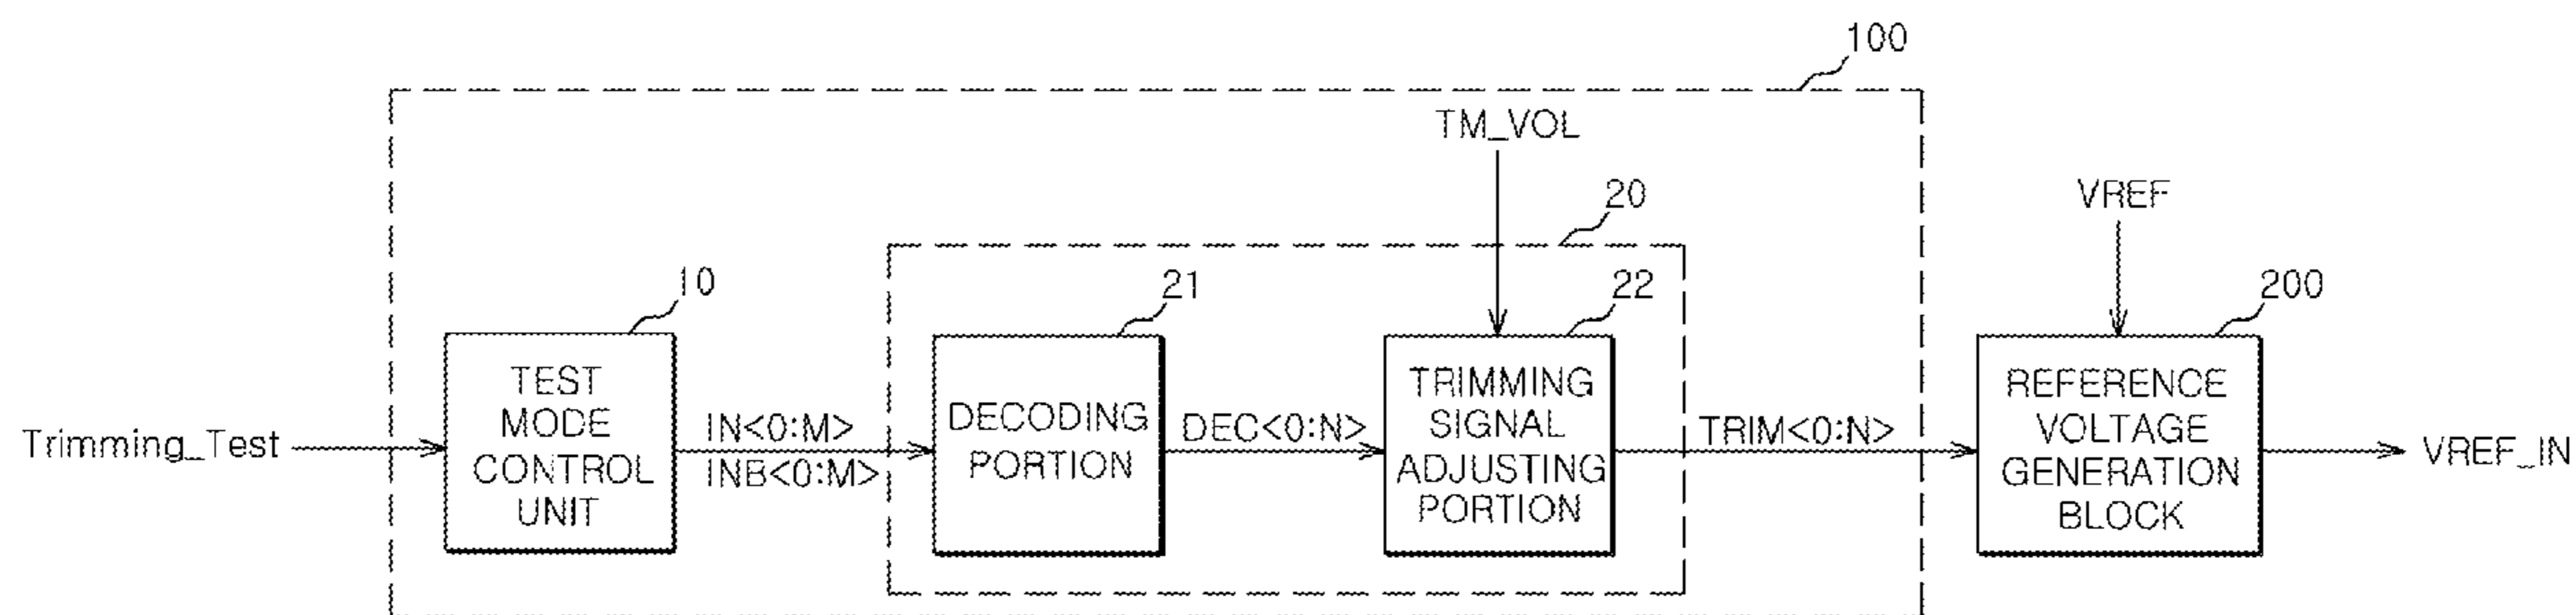 100
TM_VOL
20
VREF
10
21
22
200
TEST
MODE
CONTROL
UNIT
DECODING
PORTION
TRIMMING
SIGNAL
ADJUSTING
PORTION
REFERENCE
VOLTAGE
GENERATION
BLOCK
Trimming_Test
IN<0:M>
INB<0:M>
DEC<0:N>
TRIM<0:N>
VREF_IN